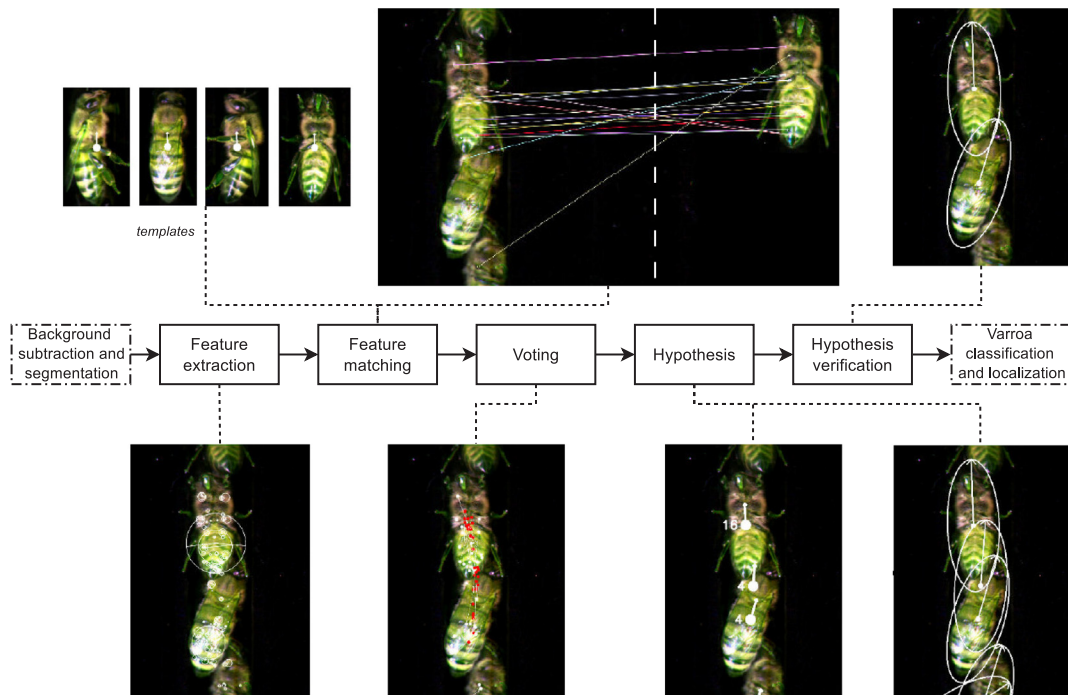 templates
Background
subtraction and
segmentation
Feature
extraction
Feature
matching
Voting
Hypothesis
Hypothesis
verification
Varroa
classification
and localization
16
4
4